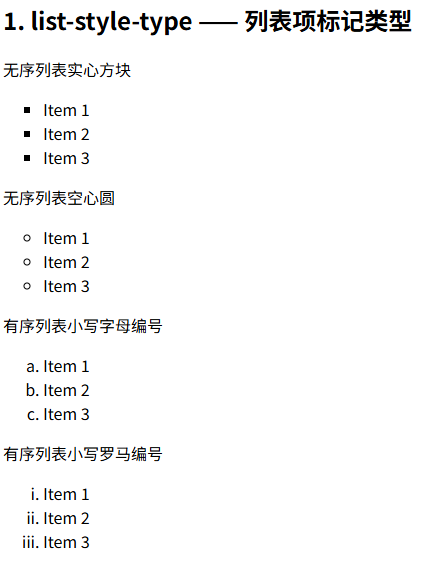 1. list-style-type —— 列表项标记类型
无序列表实心方块
▪ Item 1
▪ Item 2
▪ Item 3
无序列表空心圆
○ Item 1
○ Item 2
○ Item 3
有序列表小写字母编号
a. Item 1
b. Item 2
c. Item 3
有序列表小写罗马编号
i. Item 1
ii. Item 2
iii. Item 3